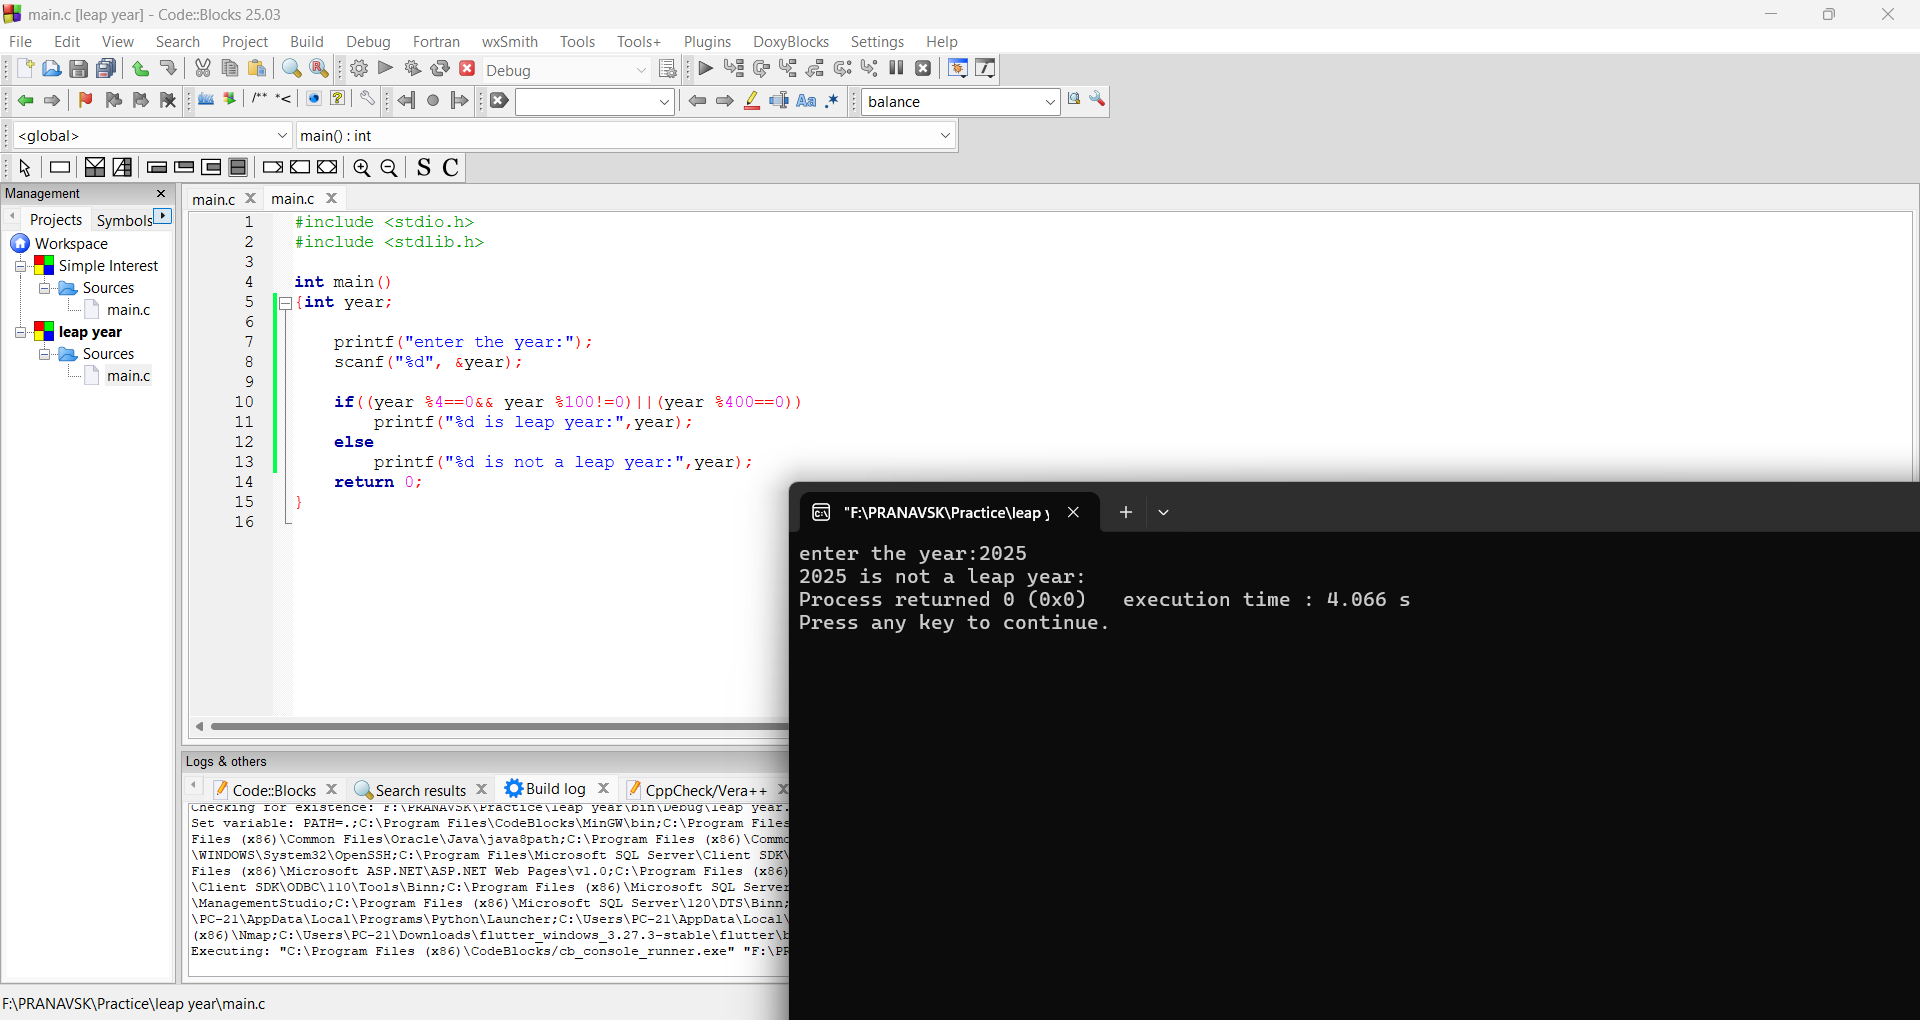 main.c [leap year] - Code::Blocks 25.03
File Edit View Search Project Build Debug Fortran wxSmith Tools Tools+ Plugins DoxyBlocks Settings Help
Debug
/** *< Aa .* balance
<global> main() : int
S C
Management
Projects Symbols
Workspace
Simple Interest
Sources
main.c
leap year
Sources
main.c
main.c main.c
1 #include <stdio.h>
2 #include <stdlib.h>
3
4 int main()
5 {int year;
6
7 printf("enter the year:");
8 scanf("%d", &year);
9
10 if((year %4==0&& year %100!=0)||(year %400==0))
11 printf("%d is leap year:",year);
12 else
13 printf("%d is not a leap year:",year);
14 return 0;
15 }
16
"F:\PRANAVSK\Practice\leap y
enter the year:2025
2025 is not a leap year:
Process returned 0 (0x0) execution time : 4.066 s
Press any key to continue.
Logs & others
Code::Blocks Search results Build log CppCheck/Vera++
Checking for existence: F:\PRANAVSK\Practice\leap year\bin\Debug\leap year.
Set variable: PATH=.;C:\Program Files\CodeBlocks\MinGW\bin;C:\Program Files
Files (x86)\Common Files\Oracle\Java\java8path;C:\Program Files (x86)\Commo
\WINDOWS\System32\OpenSSH;C:\Program Files\Microsoft SQL Server\Client SDK\
Files (x86)\Microsoft ASP.NET\ASP.NET Web Pages\v1.0;C:\Program Files (x86)
\Client SDK\ODBC\110\Tools\Binn;C:\Program Files (x86)\Microsoft SQL Server
\ManagementStudio;C:\Program Files (x86)\Microsoft SQL Server\120\DTS\Binn;
\PC-21\AppData\Local\Programs\Python\Launcher;C:\Users\PC-21\AppData\Local\
(x86)\Nmap;C:\Users\PC-21\Downloads\flutter_windows_3.27.3-stable\flutter\b
Executing: "C:\Program Files (x86)\CodeBlocks/cb_console_runner.exe" "F:\PR
F:\PRANAVSK\Practice\leap year\main.c